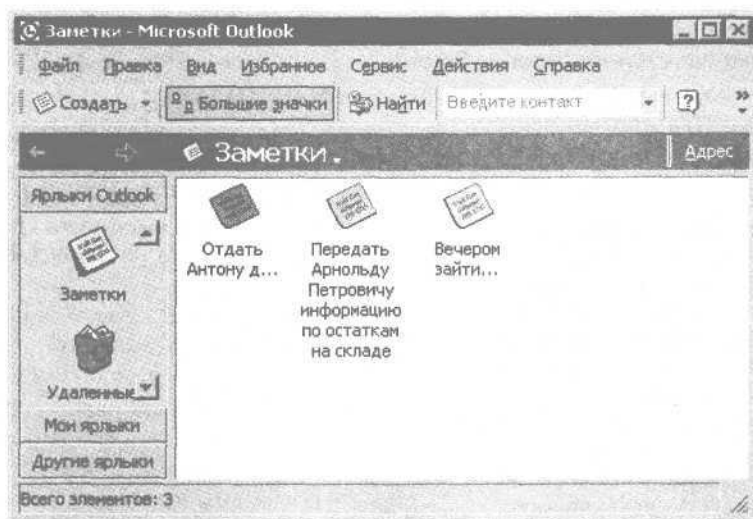 Заметки - Microsoft Outlook
Файл Правка Вид Избранное Сервис Действия Справка
Создать Большие значки Найти Введите контакт
Заметки. Адрес
Ярлыки Outlook
Заметки
Удаленные
Мои ярлыки
Другие ярлыки
Отдать
Антону д...
Передать
Арнольду
Петровичу
информацию
по остаткам
на складе
Вечером
зайти...
Всего элементов: 3